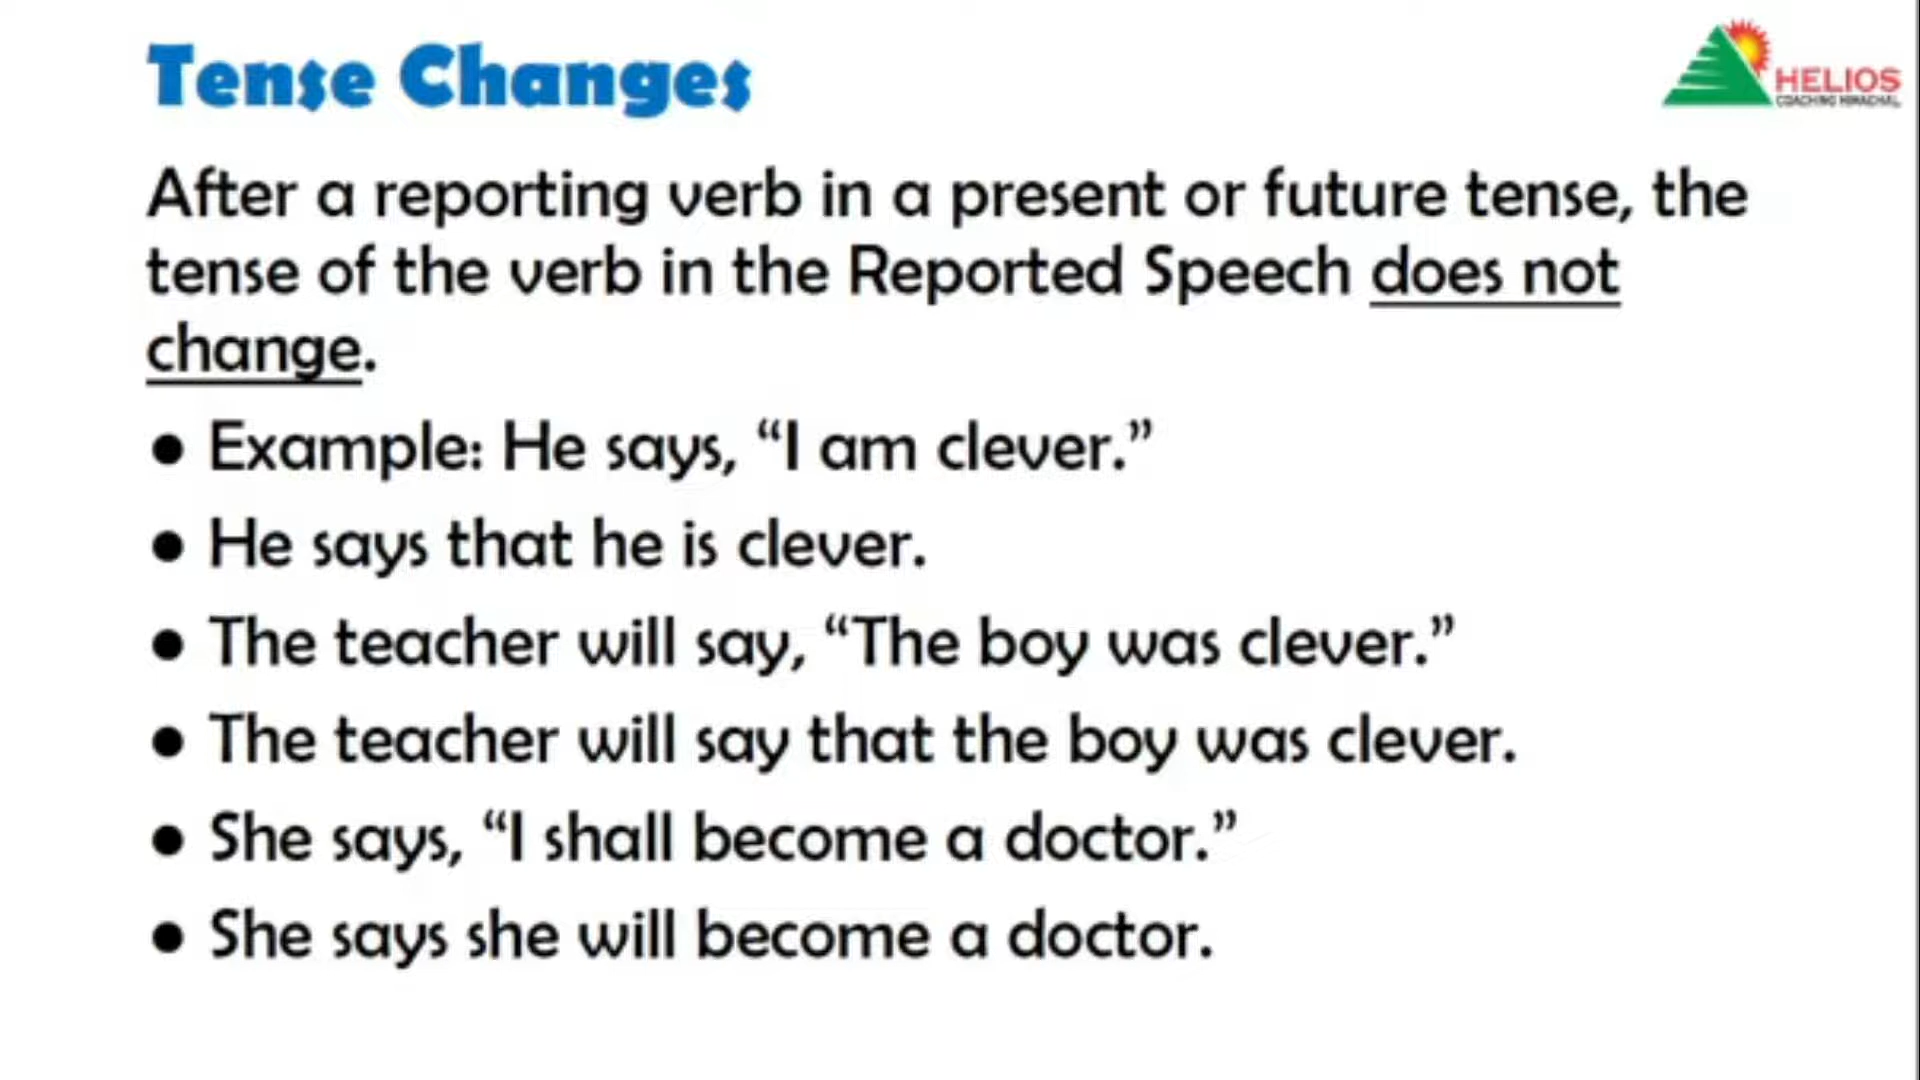 Tense Changes
HELIOS
COACHING HIMACHAL
After a reporting verb in a present or future tense, the
tense of the verb in the Reported Speech does not
change.
● Example: He says, “I am clever.”
● He says that he is clever.
● The teacher will say, “The boy was clever.”
● The teacher will say that the boy was clever.
● She says, “I shall become a doctor.”
● She says she will become a doctor.